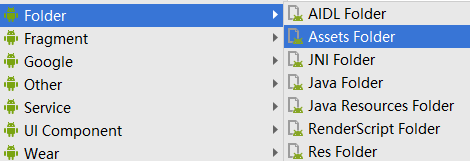 Folder
Fragment
Google
Other
Service
UI Component
Wear
AIDL Folder
Assets Folder
JNI Folder
Java Folder
Java Resources Folder
RenderScript Folder
Res Folder